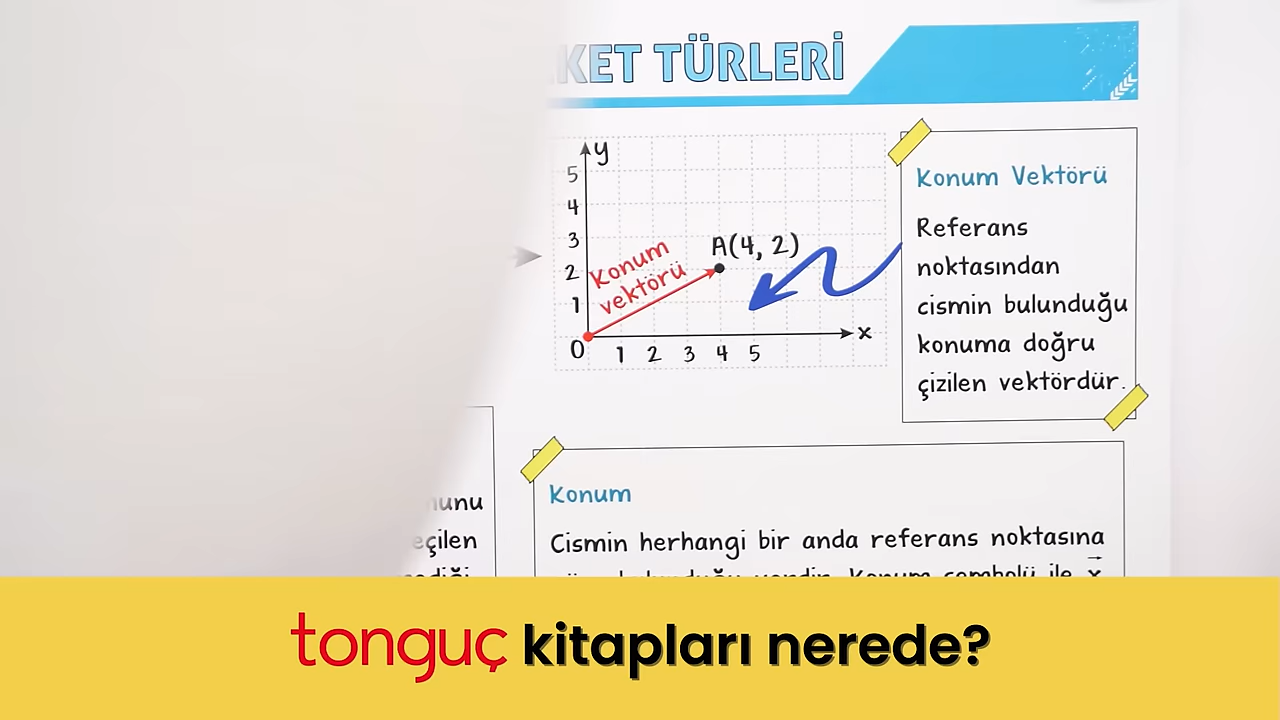 TÜRLERİ
y
5
4
3
2
1
0
1 2 3 4 5
x
A(4, 2)
Konum
vektörü
Konum Vektörü
Referans
noktasından
cismin bulunduğu
konuma doğru
çizilen vektördür.
Konum
Cismin herhangi bir anda referans noktasına
tonguç kitapları nerede?